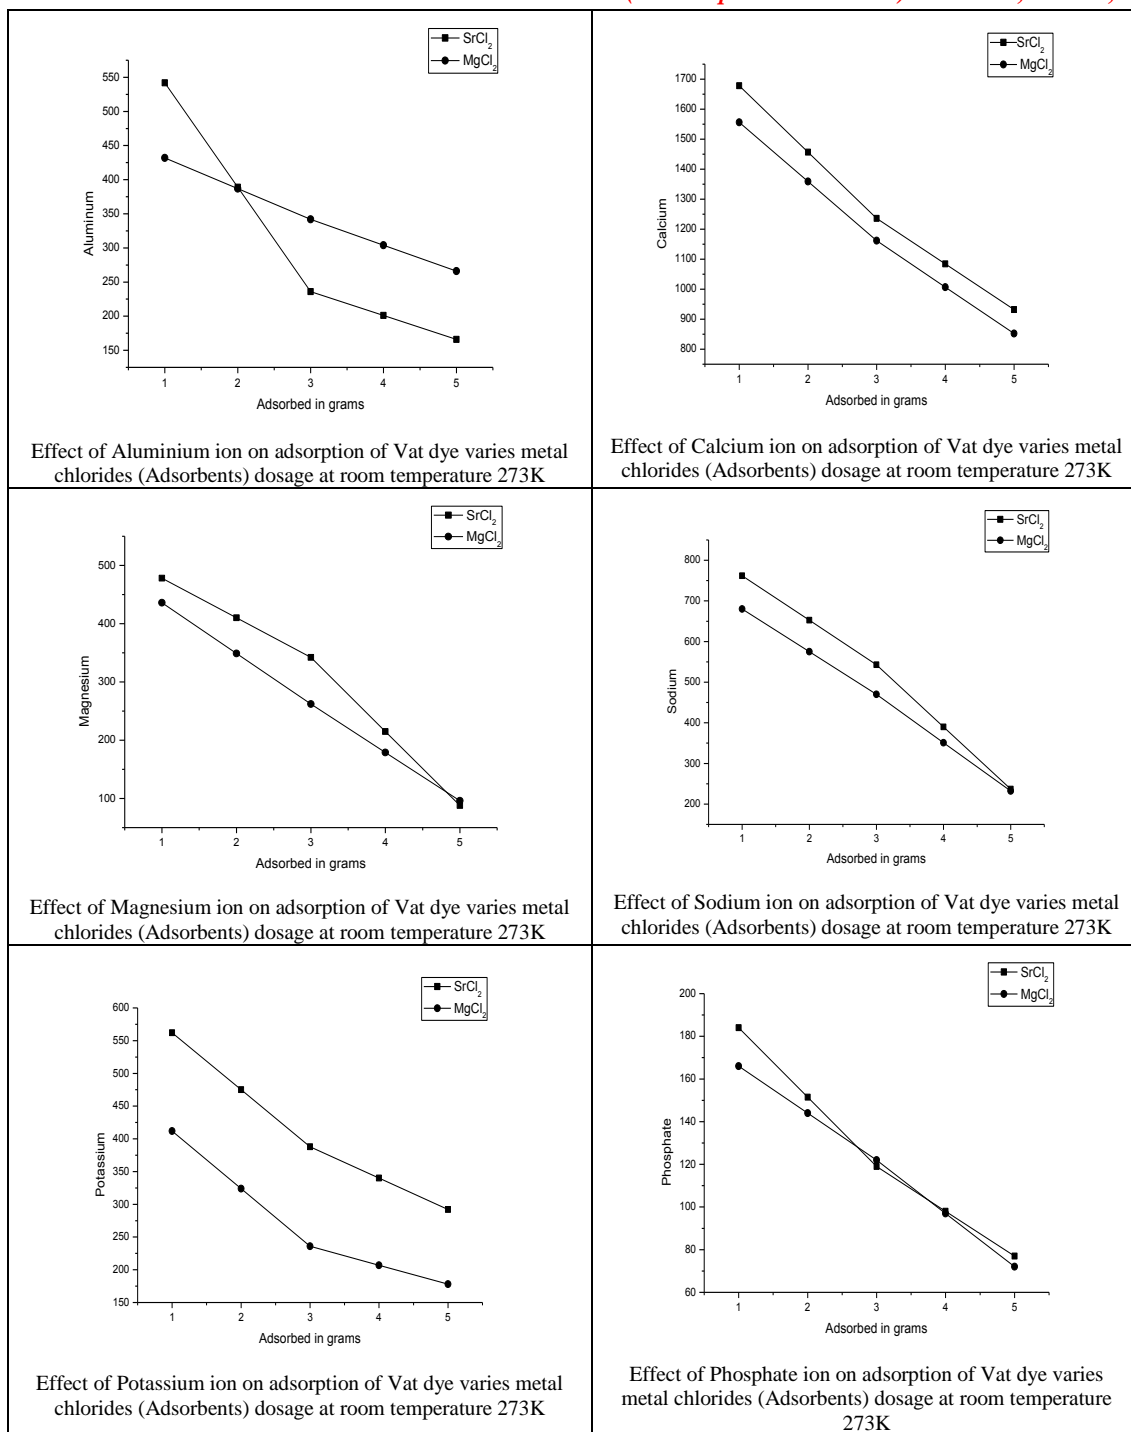 SrCl2
MgCl2
550
500
450
400
350
300
250
200
150
Aluminum
1 2 3 4 5
Adsorbed in grams
Effect of Aluminium ion on adsorption of Vat dye varies metal
chlorides (Adsorbents) dosage at room temperature 273K
SrCl2
MgCl2
1700
1600
1500
1400
1300
1200
1100
1000
900
800
Calcium
1 2 3 4 5
Adsorbed in grams
Effect of Calcium ion on adsorption of Vat dye varies metal
chlorides (Adsorbents) dosage at room temperature 273K
SrCl2
MgCl2
500
400
300
200
100
Magnesium
1 2 3 4 5
Adsorbed in grams
Effect of Magnesium ion on adsorption of Vat dye varies metal
chlorides (Adsorbents) dosage at room temperature 273K
SrCl2
MgCl2
800
700
600
500
400
300
200
Sodium
1 2 3 4 5
Adsorbed in grams
Effect of Sodium ion on adsorption of Vat dye varies metal
chlorides (Adsorbents) dosage at room temperature 273K
SrCl2
MgCl2
600
550
500
450
400
350
300
250
200
150
Potassium
1 2 3 4 5
Adsorbed in grams
Effect of Potassium ion on adsorption of Vat dye varies metal
chlorides (Adsorbents) dosage at room temperature 273K
SrCl2
MgCl2
200
180
160
140
120
100
80
60
Phosphate
1 2 3 4 5
Adsorbed in grams
Effect of Phosphate ion on adsorption of Vat dye varies
metal chlorides (Adsorbents) dosage at room temperature
273K